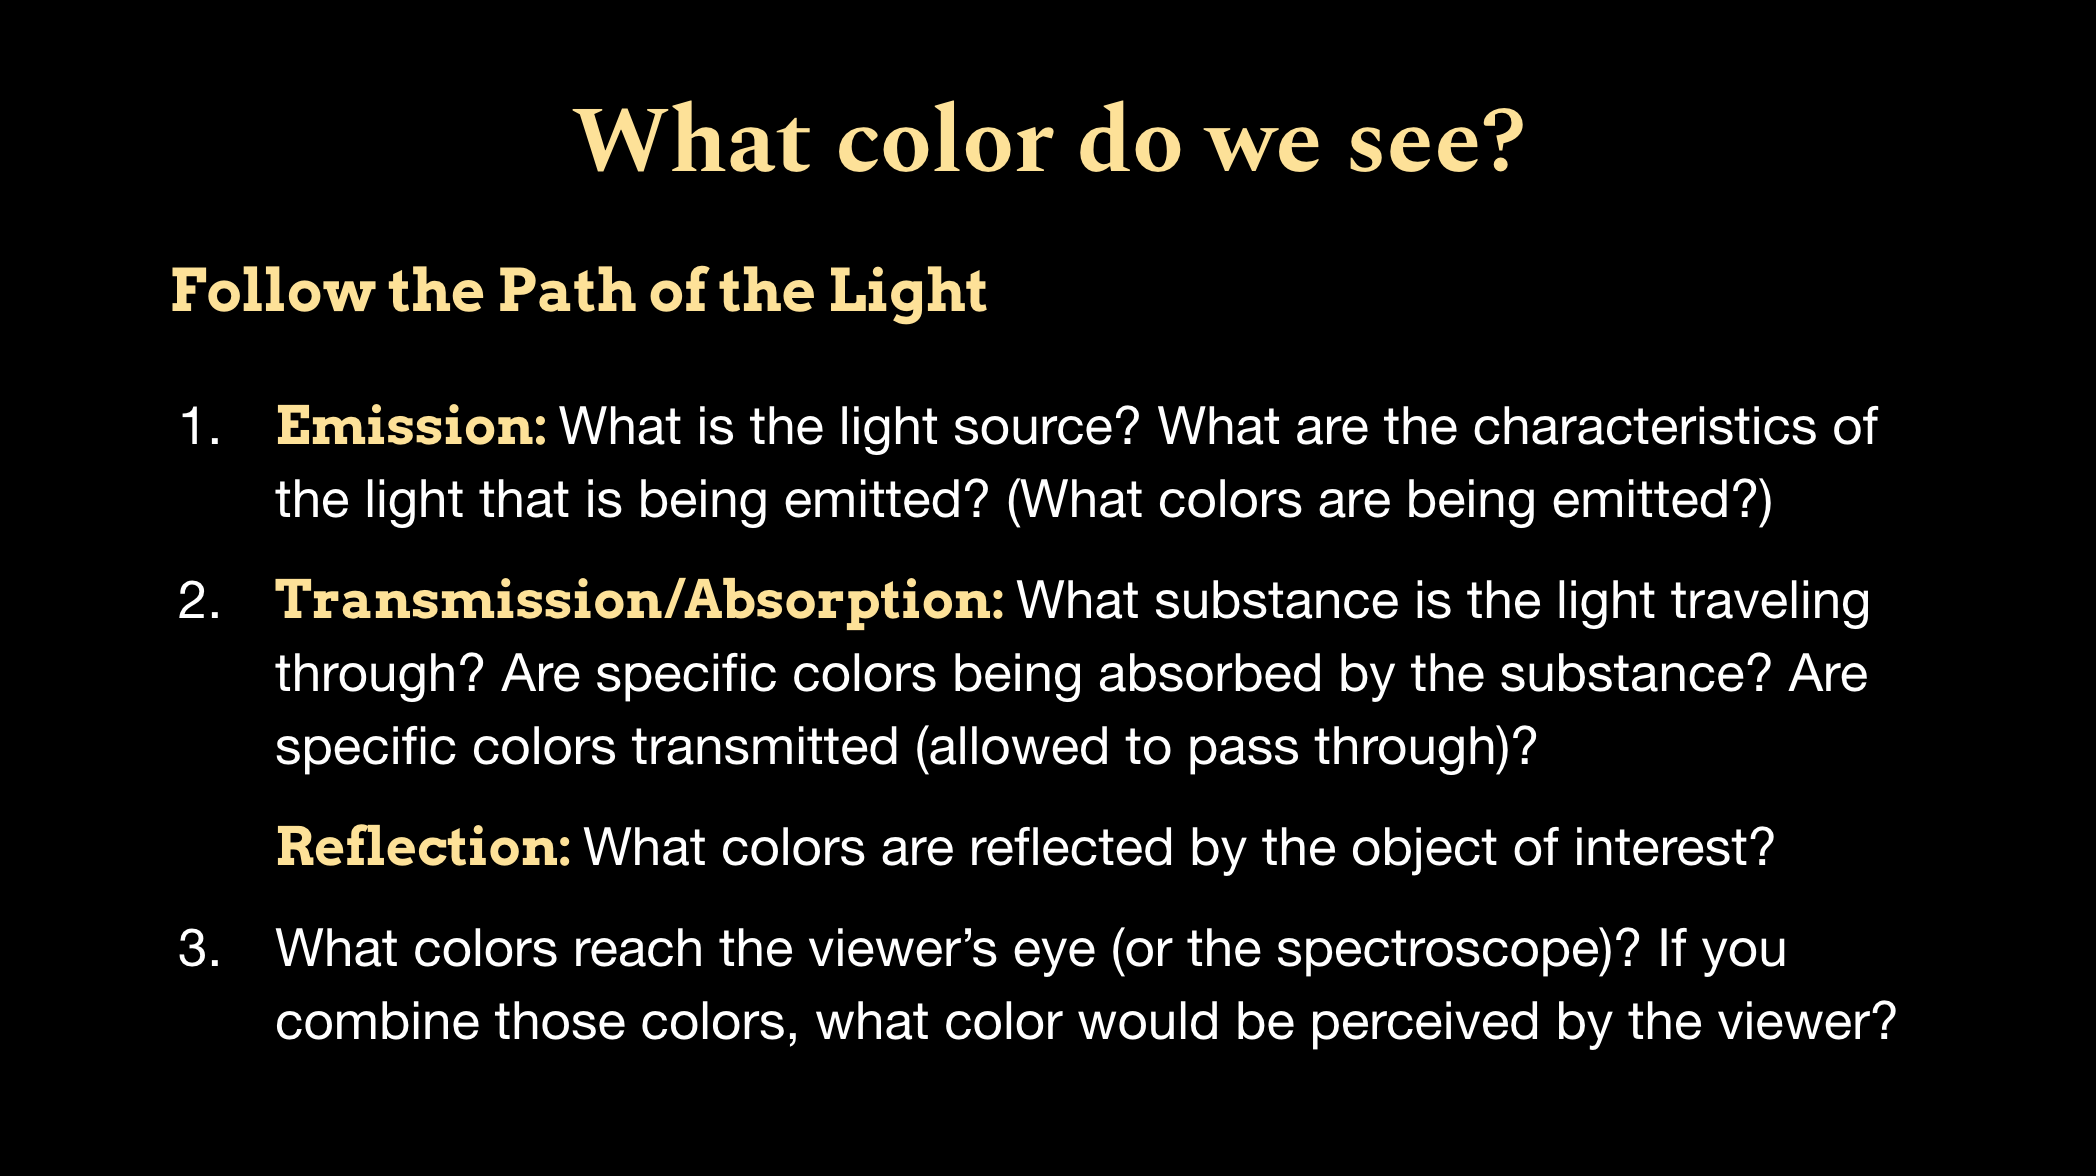 What color do we see?
Follow the Path of the Light
1. Emission: What is the light source? What are the characteristics of
the light that is being emitted? (What colors are being emitted?)
2. Transmission/Absorption: What substance is the light traveling
through? Are specific colors being absorbed by the substance? Are
specific colors transmitted (allowed to pass through)?
Reflection: What colors are reflected by the object of interest?
3. What colors reach the viewer’s eye (or the spectroscope)? If you
combine those colors, what color would be perceived by the viewer?